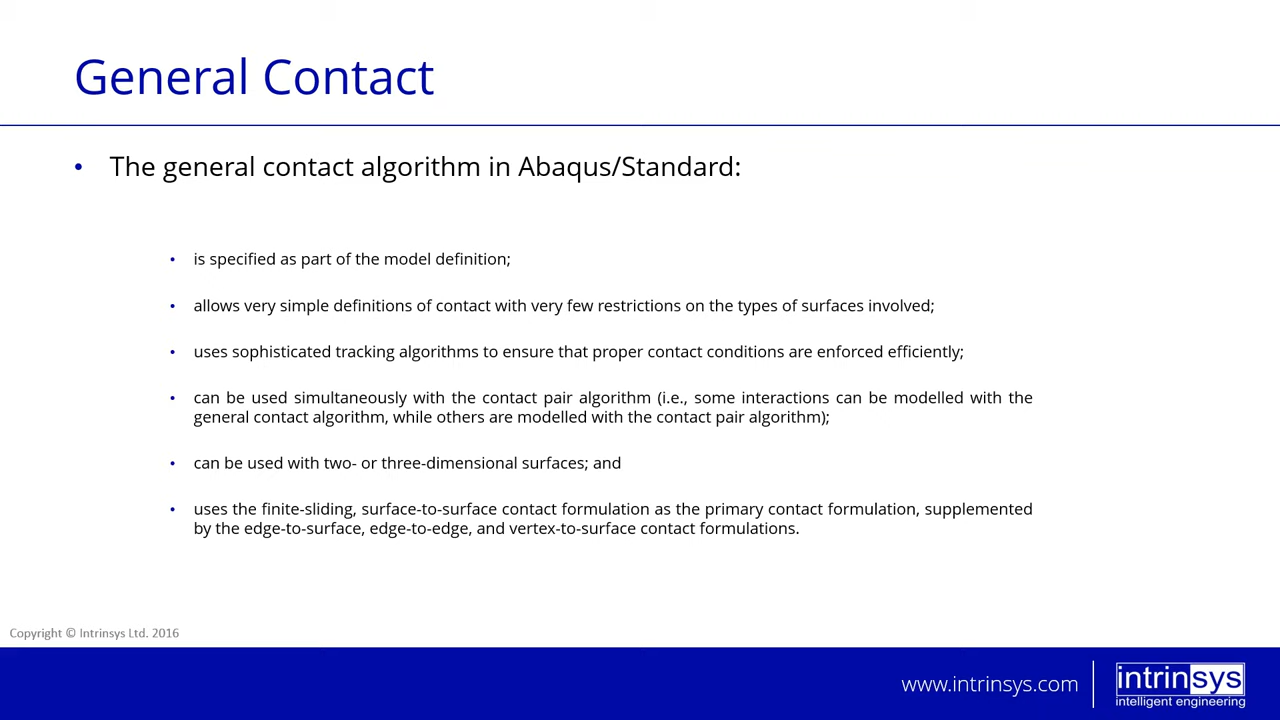 General Contact
• The general contact algorithm in Abaqus/Standard:
• is specified as part of the model definition;
• allows very simple definitions of contact with very few restrictions on the types of surfaces involved;
• uses sophisticated tracking algorithms to ensure that proper contact conditions are enforced efficiently;
• can be used simultaneously with the contact pair algorithm (i.e., some interactions can be modelled with the
general contact algorithm, while others are modelled with the contact pair algorithm);
• can be used with two- or three-dimensional surfaces; and
• uses the finite-sliding, surface-to-surface contact formulation as the primary contact formulation, supplemented
by the edge-to-surface, edge-to-edge, and vertex-to-surface contact formulations.
Copyright © Intrinsys Ltd. 2016
www.intrinsys.com
intrinsys
intelligent engineering